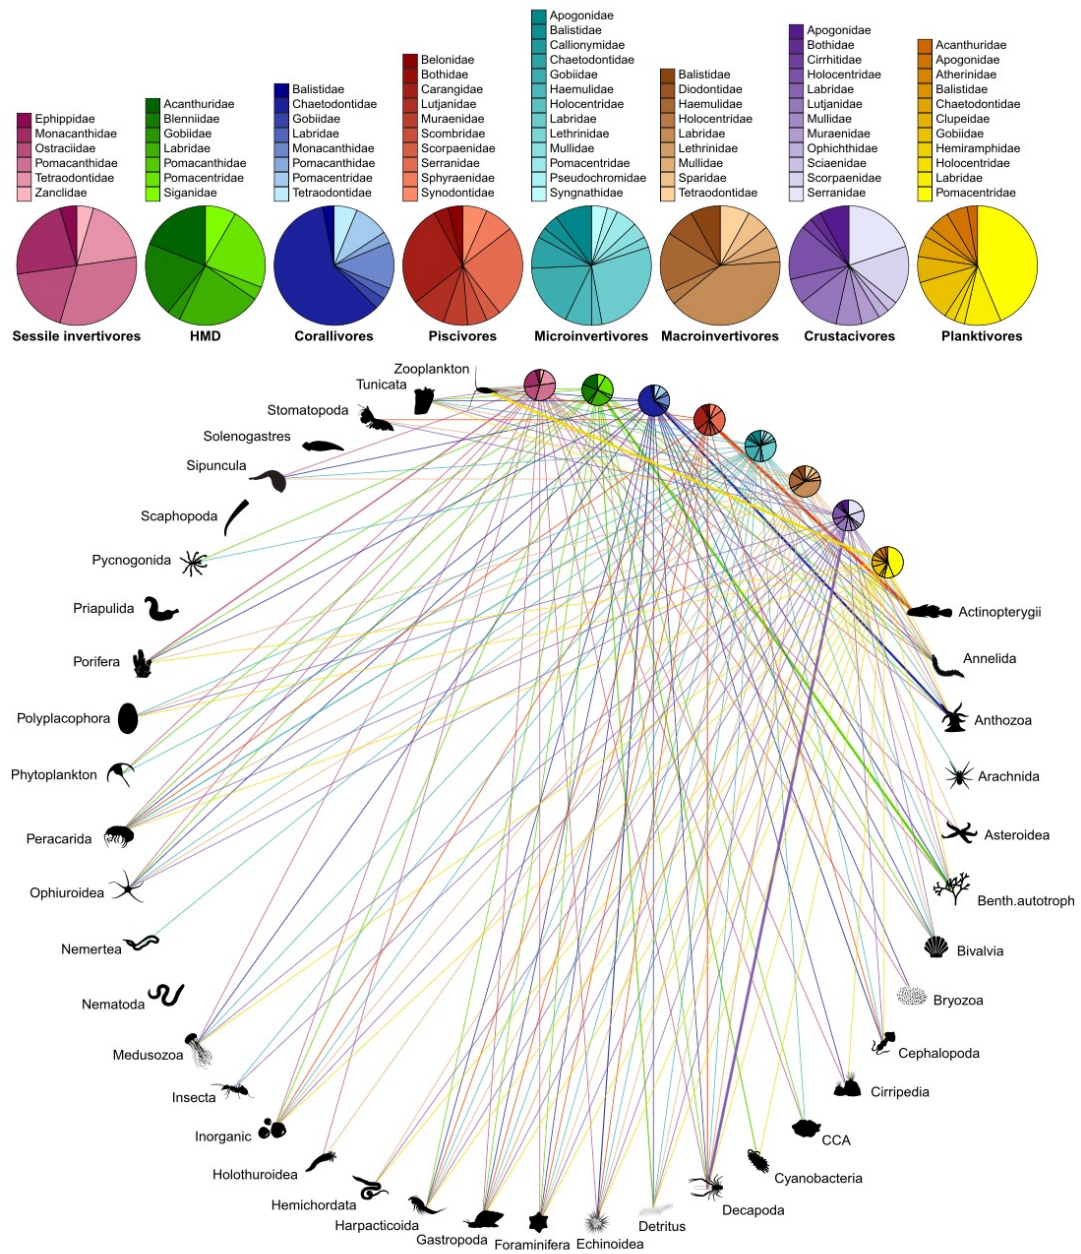 Ephippidae
Monacanthidae
Ostraciidae
Pomacanthidae
Tetraodontidae
Zanclidae
Sessile invertivores
Acanthuridae
Blenniidae
Gobiidae
Labridae
Pomacanthidae
Pomacentridae
Siganidae
HMD
Balistidae
Chaetodontidae
Gobiidae
Labridae
Monacanthidae
Pomacanthidae
Pomacentridae
Tetraodontidae
Corallivores
Belonidae
Bothidae
Carangidae
Lutjanidae
Muraenidae
Scombridae
Scorpaenidae
Serranidae
Sphyraenidae
Synodontidae
Piscivores
Apogonidae
Balistidae
Callionymidae
Chaetodontidae
Gobiidae
Haemulidae
Holocentridae
Labridae
Lethrinidae
Mullidae
Pomacentridae
Pseudochromidae
Syngnathidae
Microinvertivores
Balistidae
Diodontidae
Haemulidae
Holocentridae
Labridae
Lethrinidae
Mullidae
Sparidae
Tetraodontidae
Macroinvertivores
Apogonidae
Bothidae
Cirrhitidae
Holocentridae
Labridae
Lutjanidae
Mullidae
Muraenidae
Ophichthidae
Sciaenidae
Scorpaenidae
Serranidae
Crustacivores
Acanthuridae
Apogonidae
Atherinidae
Balistidae
Chaetodontidae
Clupeidae
Gobiidae
Hemiramphidae
Holocentridae
Labridae
Pomacentridae
Planktivores
Zooplankton
Tunicata
Stomatopoda
Solenogastres
Sipuncula
Scaphopoda
Pycnogonida
Priapulida
Porifera
Polyplacophora
Phytoplankton
Peracarida
Ophiuroidea
Nemertea
Nematoda
Medusozoa
Insecta
Inorganic
Holothuroidea
Hemichordata
Harpacticoida
Gastropoda
Foraminifera
Echinoidea
Detritus
Decapoda
Cyanobacteria
CCA
Cirripedia
Cephalopoda
Bryozoa
Bivalvia
Benth.autotroph
Asteroidea
Arachnida
Anthozoa
Annelida
Actinopterygii